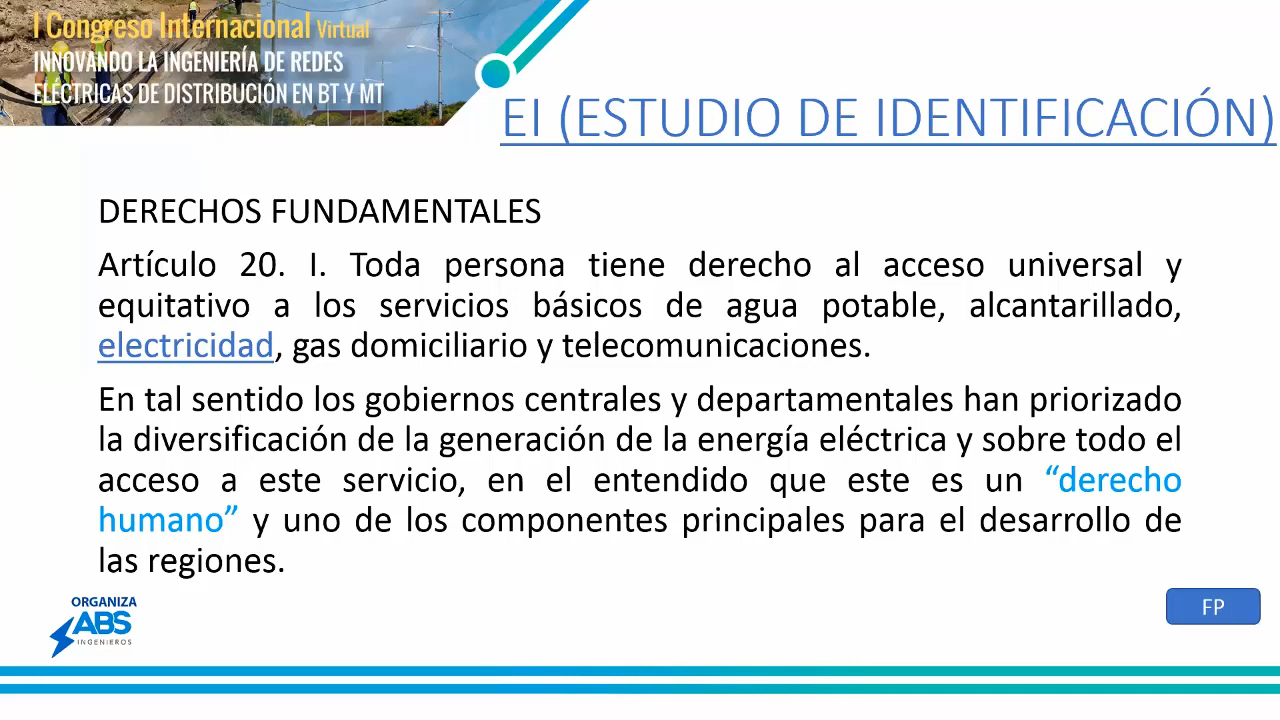 I Congreso Internacional Virtual
INNOVANDO LA INGENIERÍA DE REDES
ELÉCTRICAS DE DISTRIBUCIÓN EN BT Y MT
EI (ESTUDIO DE IDENTIFICACIÓN)
DERECHOS FUNDAMENTALES
Artículo 20. I. Toda persona tiene derecho al acceso universal y
equitativo a los servicios básicos de agua potable, alcantarillado,
electricidad, gas domiciliario y telecomunicaciones.
En tal sentido los gobiernos centrales y departamentales han priorizado
la diversificación de la generación de la energía eléctrica y sobre todo el
acceso a este servicio, en el entendido que este es un “derecho
humano” y uno de los componentes principales para el desarrollo de
las regiones.
ORGANIZA
ABS
INGENIEROS
FP